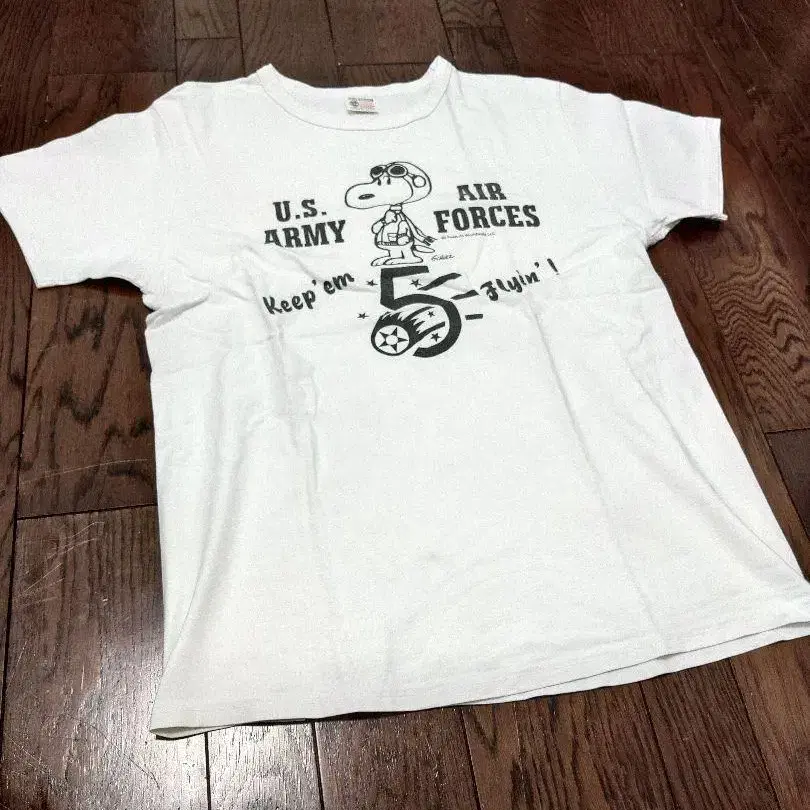 U.S.
ARMY
AIR
FORCES
Keep'em
5
Flyin'!